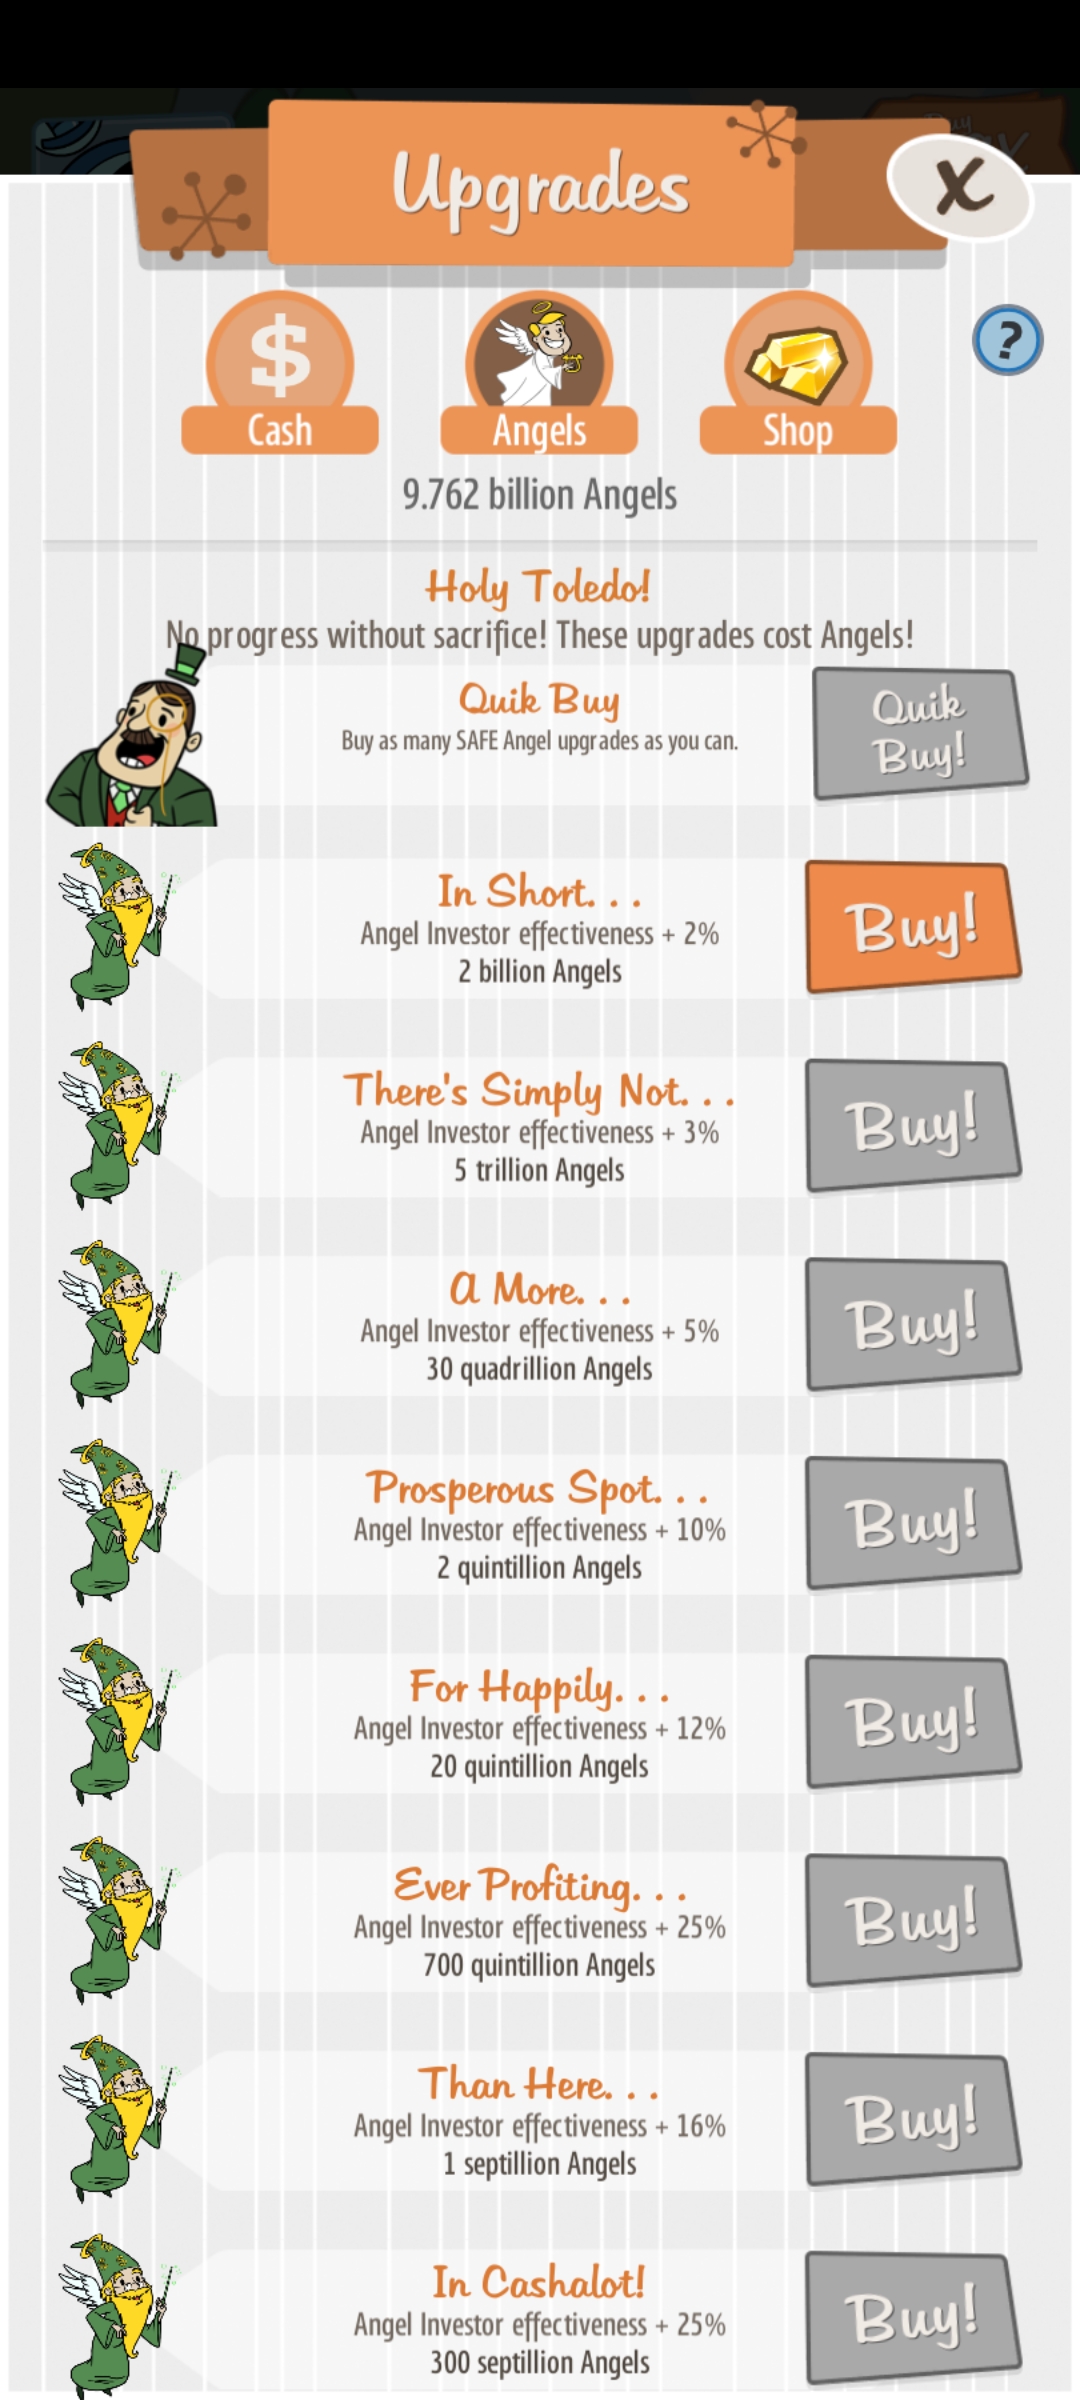 Upgrades
X
$
Cash
Angels
Shop
?
9.762 billion Angels
Holy Toledo!
No progress without sacrifice! These upgrades cost Angels!
Quik Buy
Buy as many SAFE Angel upgrades as you can.
Quik
Buy!
In Short. . .
Angel Investor effectiveness + 2%
2 billion Angels
Buy!
There's Simply Not. . .
Angel Investor effectiveness + 3%
5 trillion Angels
Buy!
A More. . .
Angel Investor effectiveness + 5%
30 quadrillion Angels
Buy!
Prosperous Spot. . .
Angel Investor effectiveness + 10%
2 quintillion Angels
Buy!
For Happily. . .
Angel Investor effectiveness + 12%
20 quintillion Angels
Buy!
Ever Profiting. . .
Angel Investor effectiveness + 25%
700 quintillion Angels
Buy!
Than Here. . .
Angel Investor effectiveness + 16%
1 septillion Angels
Buy!
In Cashalot!
Angel Investor effectiveness + 25%
300 septillion Angels
Buy!